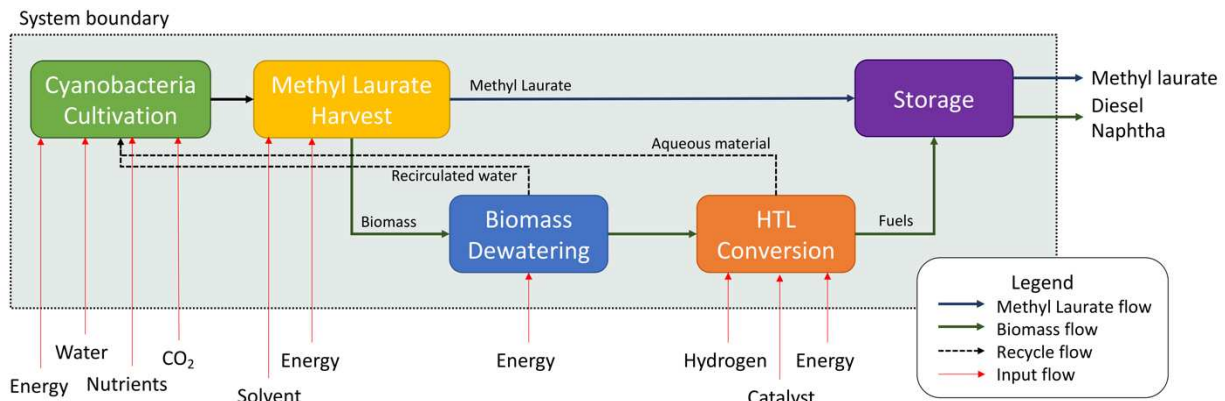 System boundary
Cyanobacteria
Cultivation
Methyl Laurate
Harvest
Methyl Laurate
Storage
Methyl laurate
Diesel
Naphtha
Aqueous material
Recirculated water
Biomass
Biomass
Dewatering
HTL
Conversion
Fuels
Energy
Water
Nutrients
CO₂
Solvent
Energy
Energy
Hydrogen
Catalyst
Energy
Legend
Methyl Laurate flow
Biomass flow
Recycle flow
Input flow